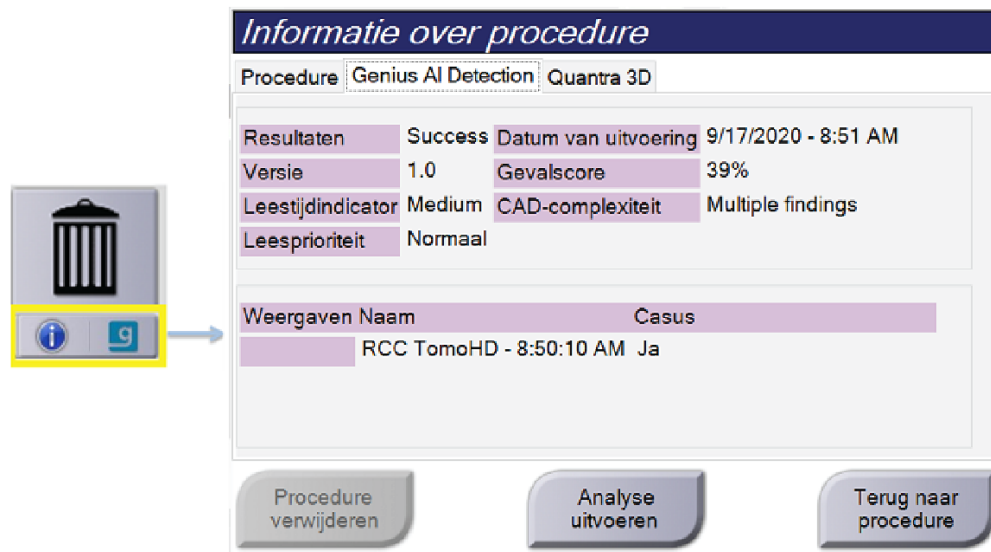 Informatie over procedure
Procedure Genius AI Detection Quantra 3D
Resultaten Success Datum van uitvoering 9/17/2020 - 8:51 AM
Versie 1.0 Gevalscore 39%
Leestijdindicator Medium CAD-complexiteit Multiple findings
Leesprioriteit Normaal
Weergaven Naam Casus
RCC TomoHD - 8:50:10 AM Ja
i g
Procedure
verwijderen
Analyse
uitvoeren
Terug naar
procedure